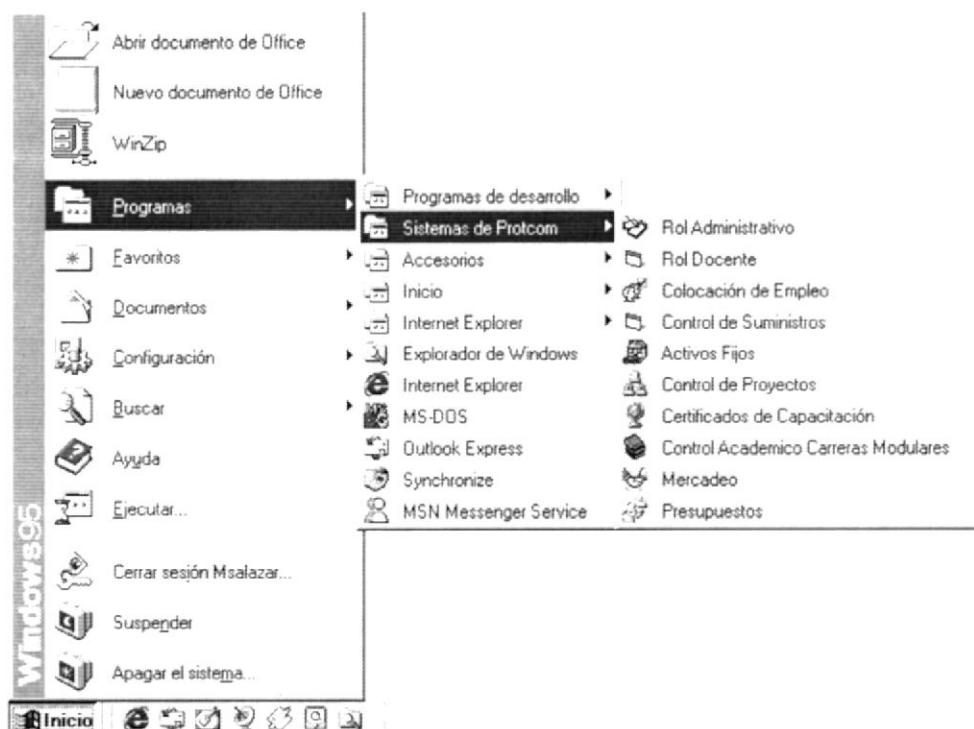 Abrir documento de Office
Nuevo documento de Office
WinZip
Programas
Favoritos
Documentos
Configuración
Buscar
Ayuda
Ejecutar...
Cerrar sesión Msalazar...
Suspender
Apagar el sistema...
Windows95
Inicio
Programas de desarrollo
Sistemas de Protcom
Accesorios
Inicio
Internet Explorer
Explorador de Windows
Internet Explorer
MS-DOS
Outlook Express
Synchronize
MSN Messenger Service
Rol Administrativo
Rol Docente
Colocación de Empleo
Control de Suministros
Activos Fijos
Control de Proyectos
Certificados de Capacitación
Control Academico Carreras Modulares
Mercadeo
Presupuestos